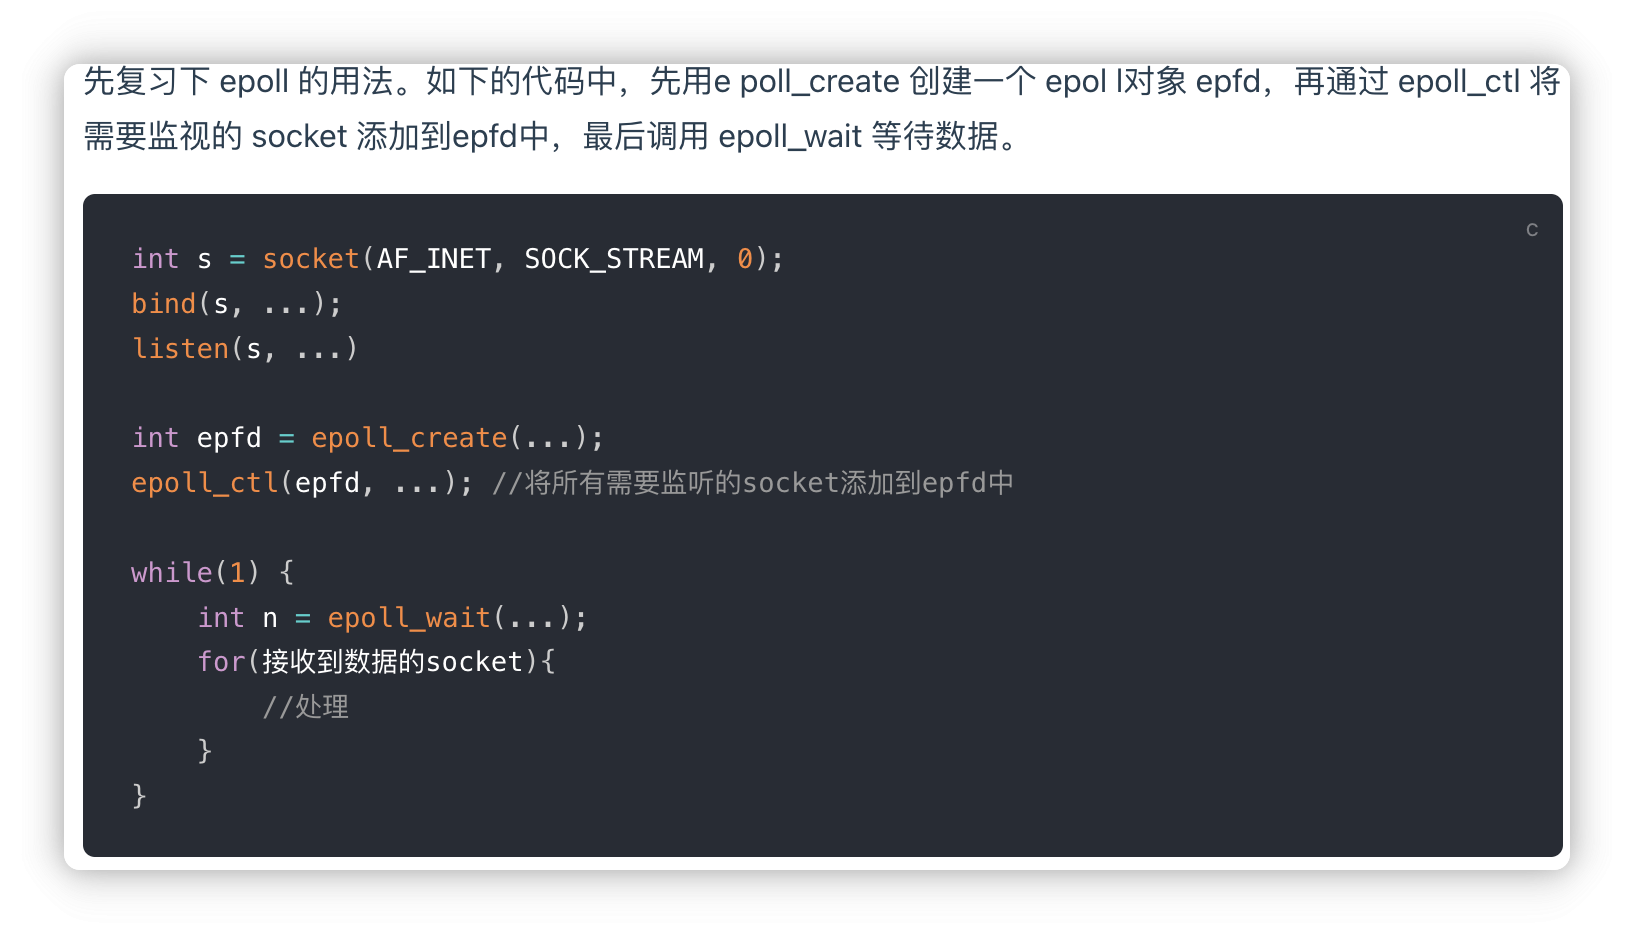 先复习下 epoll 的用法。如下的代码中，先用e poll_create 创建一个 epol l对象 epfd，再通过 epoll_ctl 将
需要监视的 socket 添加到epfd中，最后调用 epoll_wait 等待数据。
c
int s = socket(AF_INET, SOCK_STREAM, 0);
bind(s, ...);
listen(s, ...)
int epfd = epoll_create(...);
epoll_ctl(epfd, ...); //将所有需要监听的socket添加到epfd中
while(1) {
    int n = epoll_wait(...);
    for(接收到数据的socket){
        //处理
    }
}